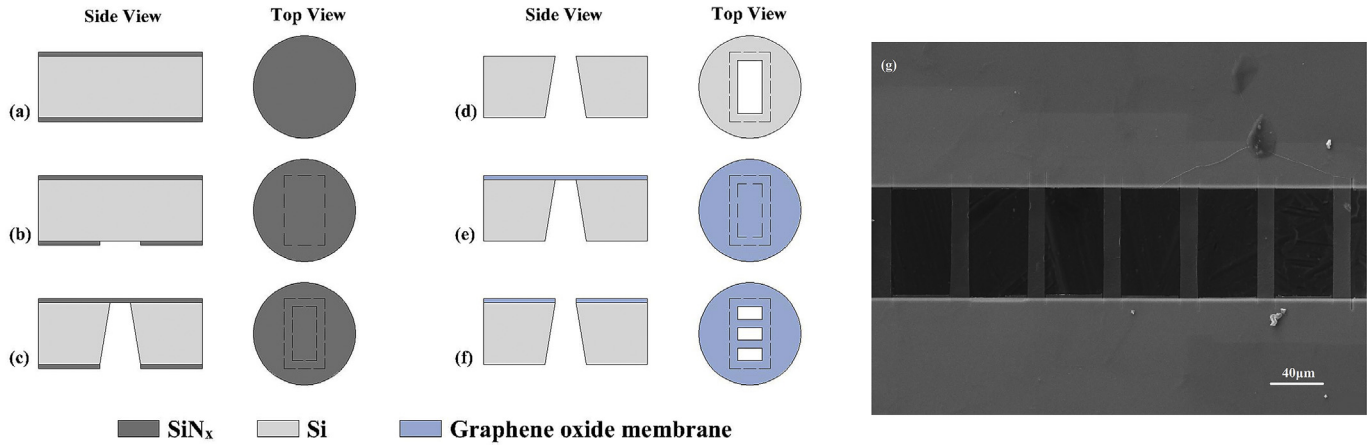 Side View
Top View
Side View
Top View
(a)
(b)
(c)
(d)
(e)
(f)
(g)
40μm
SiNx
Si
Graphene oxide membrane